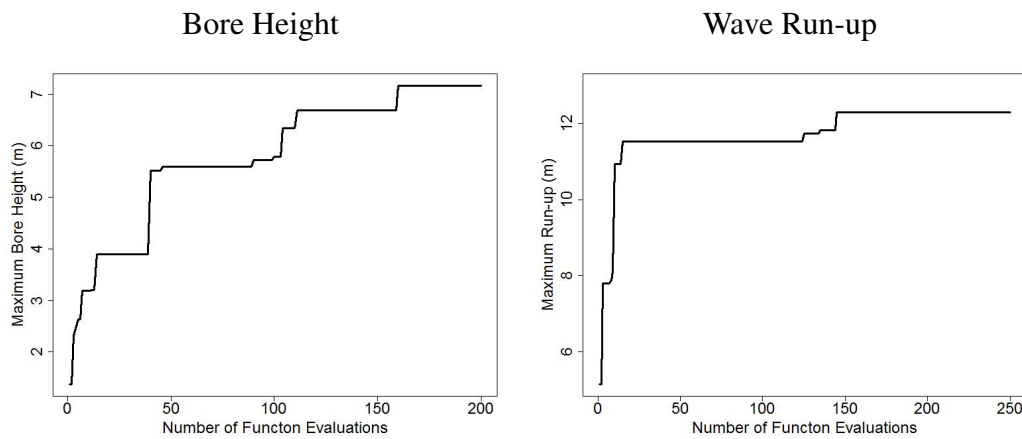 Bore Height
Maximum Bore Height (m)
7
6
5
4
3
2
0 50 100 150 200
Number of Functon Evaluations
Wave Run-up
Maximum Run-up (m)
12
10
8
6
0 50 100 150 200 250
Number of Functon Evaluations